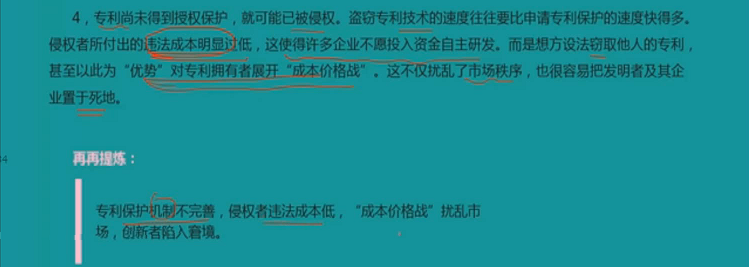 4，专利尚未得到授权保护，就可能已被侵权。盗窃专利技术的速度往往要比申请专利保护的速度快得多。
侵权者所付出的违法成本明显过低，这使得许多企业不愿投入资金自主研发。而是想方设法窃取他人的专利，
甚至以此为“优势”对专利拥有者展开“成本价格战”。这不仅扰乱了市场秩序，也很容易把发明者及其企
业置于死地。
再再提炼：
专利保护机制不完善，侵权者违法成本低，“成本价格战”扰乱市
场，创新者陷入窘境。